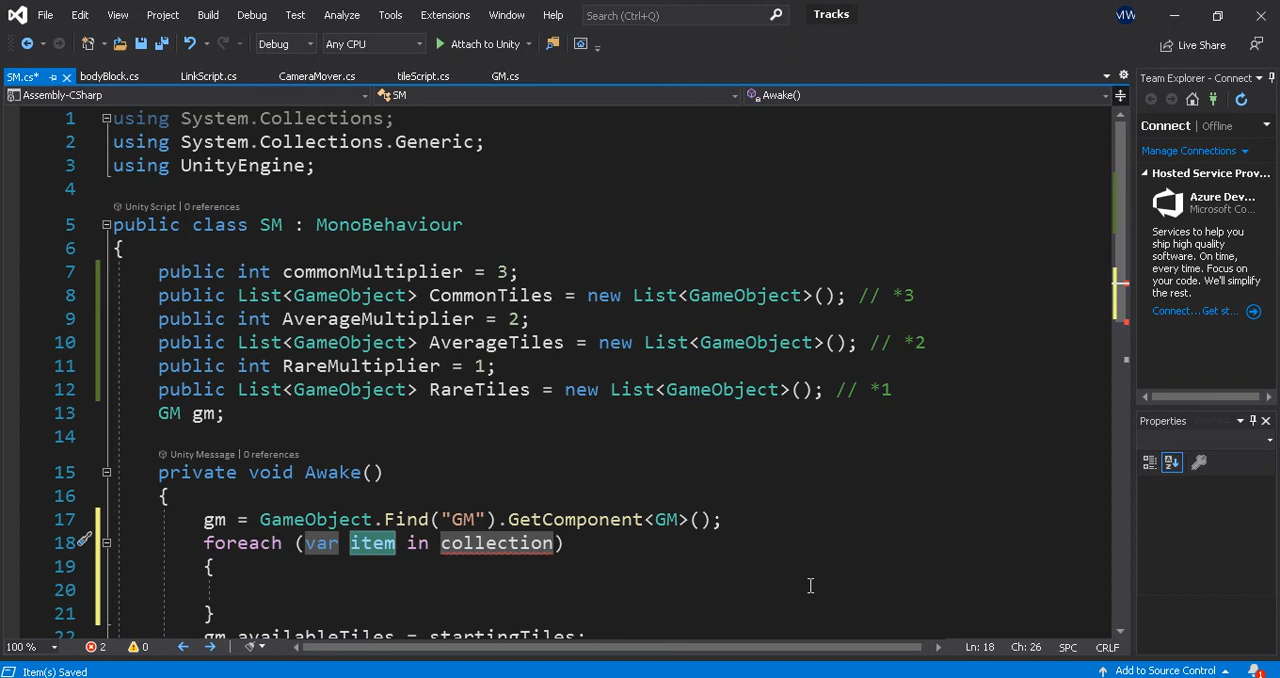 File Edit View Project Build Debug Test Analyze Tools Extensions Window Help Search (Ctrl+Q) Tracks MW
Debug Any CPU Attach to Unity Live Share
SM.cs* bodyBlock.cs LinkScript.cs CameraMover.cs tileScript.cs GM.cs
Assembly-CSharp SM Awake()
1 using System.Collections;
2 using System.Collections.Generic;
3 using UnityEngine;
4
Unity Script | 0 references
5 public class SM : MonoBehaviour
6 {
7 public int commonMultiplier = 3;
8 public List<GameObject> CommonTiles = new List<GameObject>(); // *3
9 public int AverageMultiplier = 2;
10 public List<GameObject> AverageTiles = new List<GameObject>(); // *2
11 public int RareMultiplier = 1;
12 public List<GameObject> RareTiles = new List<GameObject>(); // *1
13 GM gm;
14
Unity Message | 0 references
15 private void Awake()
16 {
17 gm = GameObject.Find("GM").GetComponent<GM>();
18 foreach (var item in collection)
19 {
20
21 }
22 gm.availableTiles = startingTiles;
100 % 2 0 Ln: 18 Ch: 26 SPC CRLF
Item(s) Saved Add to Source Control 1
Team Explorer - Connect
Connect | Offline
Manage Connections
Hosted Service Prov...
Azure Dev...
Microsoft Co...
Services to help you
ship high quality
software. On time,
every time. Focus on
your code. We'll simplify
the rest.
Connect... Get st...
Properties